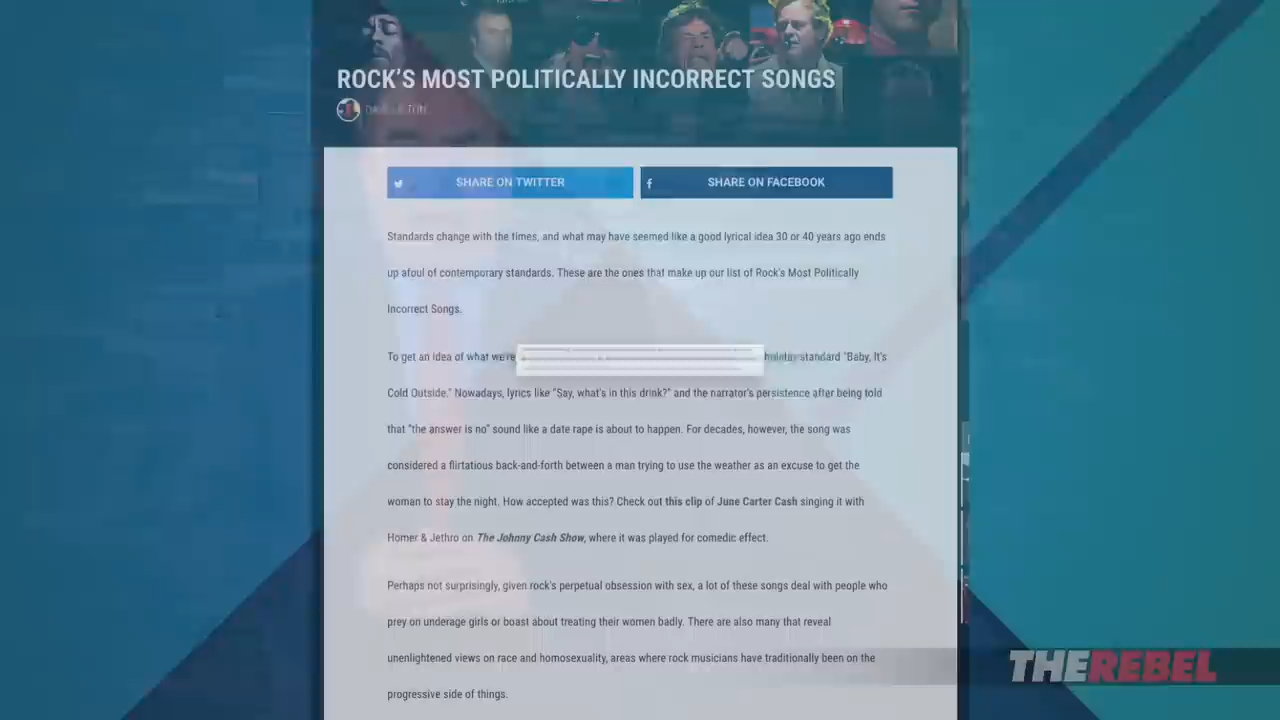 ROCK'S MOST POLITICALLY INCORRECT SONGS
SHARE ON TWITTER
SHARE ON FACEBOOK
Standards change with the times, and what may have seemed like a good lyrical idea 30 or 40 years ago ends
up afoul of contemporary standards. These are the ones that make up our list of Rock's Most Politically
Incorrect Songs.
To get an idea of what we're holiday standard "Baby, It's
Cold Outside." Nowadays, lyrics like "Say, what's in this drink?" and the narrator's persistence after being told
that "the answer is no" sound like a date rape is about to happen. For decades, however, the song was
considered a flirtatious back-and-forth between a man trying to use the weather as an excuse to get the
woman to stay the night. How accepted was this? Check out this clip of June Carter Cash singing it with
Homer & Jethro on The Johnny Cash Show, where it was played for comedic effect.
Perhaps not surprisingly, given rock's perpetual obsession with sex, a lot of these songs deal with people who
prey on underage girls or boast about treating their women badly. There are also many that reveal
unenlightened views on race and homosexuality, areas where rock musicians have traditionally been on the
progressive side of things.
THEREBEL